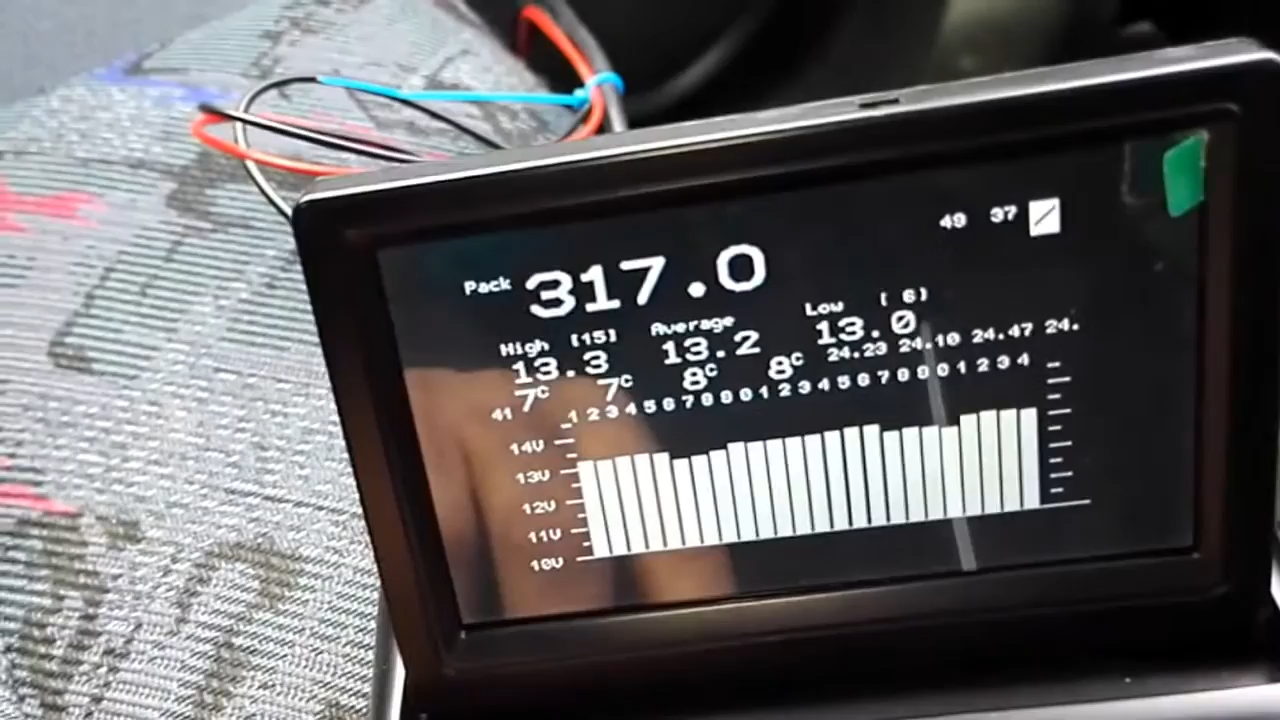 49 37
Pack 317.0
High [15] Average Low [ 6]
13.3 13.2 13.0
41 7c 7c 8c 8c 24.23 24.10 24.47 24.
1 2 3 4 5 6 7 8 9 0 1 2 3 4 5 6 7 8 9 0 1 2 3 4
14V
13V
12V
11V
10V